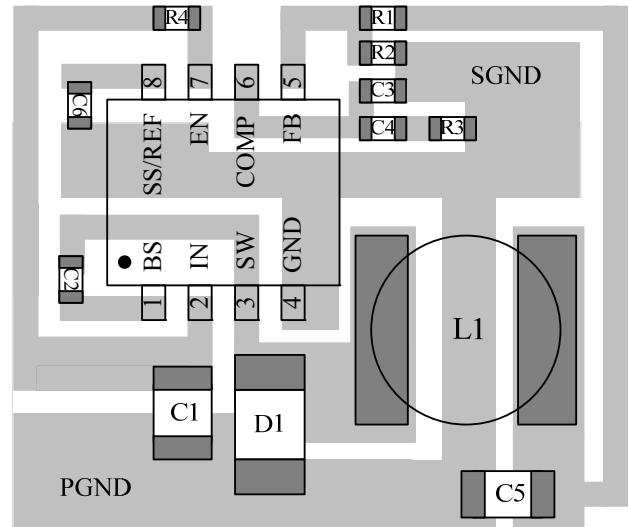 R4
R1
R2
SGND
8
7
6
5
C3
C6
C4
R3
SS/REF
EN
COMP
FB
BS
IN
SW
GND
C2
1
2
3
4
L1
C1
D1
PGND
C5